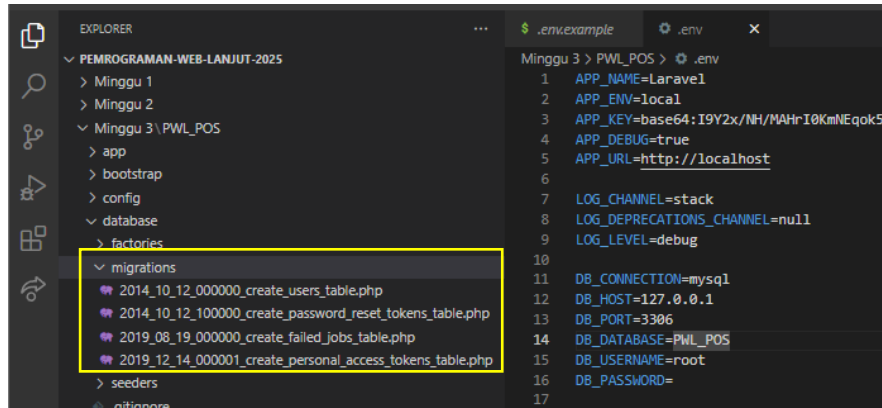 EXPLORER
PEMROGRAMAN-WEB-LANJUT-2025
Minggu 1
Minggu 2
Minggu 3\PWL_POS
app
bootstrap
config
database
factories
migrations
2014_10_12_000000_create_users_table.php
2014_10_12_100000_create_password_reset_tokens_table.php
2019_08_19_000000_create_failed_jobs_table.php
2019_12_14_000001_create_personal_access_tokens_table.php
seeders
.gitignore
$ .env.example
.env
Minggu 3 > PWL_POS > .env
1 APP_NAME=Laravel
2 APP_ENV=local
3 APP_KEY=base64:I9Y2x/NH/MAHrI0KmNEqok5
4 APP_DEBUG=true
5 APP_URL=http://localhost
6
7 LOG_CHANNEL=stack
8 LOG_DEPRECATIONS_CHANNEL=null
9 LOG_LEVEL=debug
10
11 DB_CONNECTION=mysql
12 DB_HOST=127.0.0.1
13 DB_PORT=3306
14 DB_DATABASE=PWL_POS
15 DB_USERNAME=root
16 DB_PASSWORD=
17